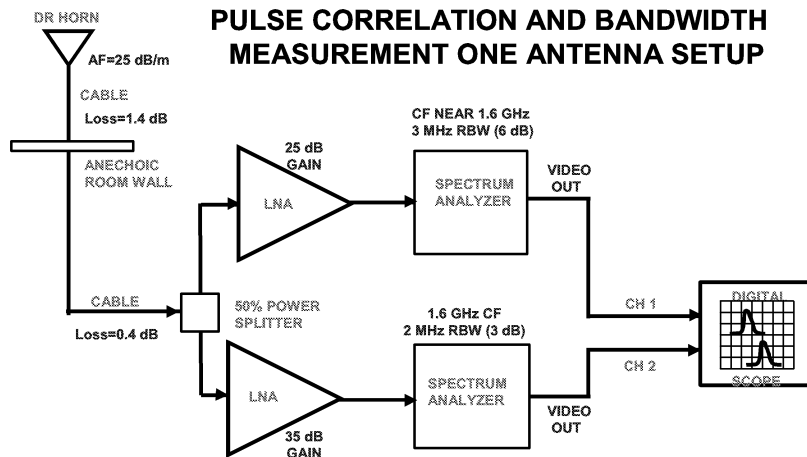 PULSE CORRELATION AND BANDWIDTH
MEASUREMENT ONE ANTENNA SETUP
DR HORN
AF=25 dB/m
CABLE
Loss=1.4 dB
ANECHOIC
ROOM WALL
CABLE
Loss=0.4 dB
50% POWER
SPLITTER
25 dB
GAIN
LNA
CF NEAR 1.6 GHz
3 MHz RBW (6 dB)
SPECTRUM
ANALYZER
VIDEO
OUT
CH 1
LNA
35 dB
GAIN
1.6 GHz CF
2 MHz RBW (3 dB)
SPECTRUM
ANALYZER
VIDEO
OUT
CH 2
DIGITAL
SCOPE